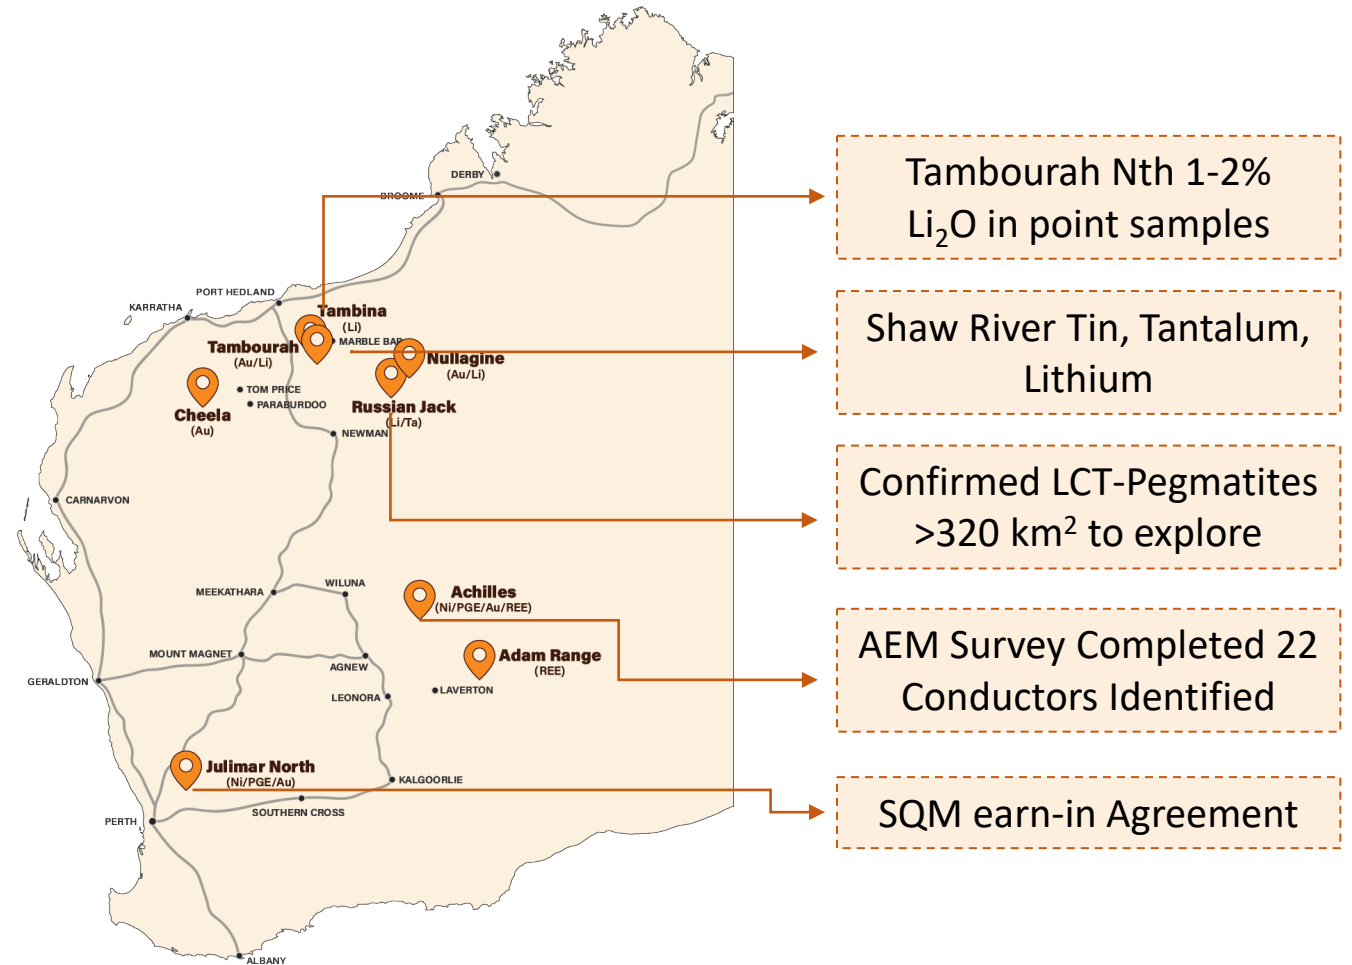 DERBY
BROOME
PORT HEDLAND
KARRATHA
Tambina
(Li)
MARBLE BAR
Tambourah
(Au/Li)
Nullagine
(Au/Li)
TOM PRICE
PARABURDOO
Cheela
(Au)
Russian Jack
(Li/Ta)
NEWMAN
CARNARVON
MEEKATHARA
WILUNA
Achilles
(Ni/PGE/Au/REE)
MOUNT MAGNET
AGNEW
Adam Range
(REE)
GERALDTON
LEONORA
LAVERTON
Julimar North
(Ni/PGE/Au)
KALGOORLIE
SOUTHERN CROSS
PERTH
ALBANY
Tambourah Nth 1-2%
Li₂O in point samples
Shaw River Tin, Tantalum,
Lithium
Confirmed LCT-Pegmatites
>320 km² to explore
AEM Survey Completed 22
Conductors Identified
SQM earn-in Agreement